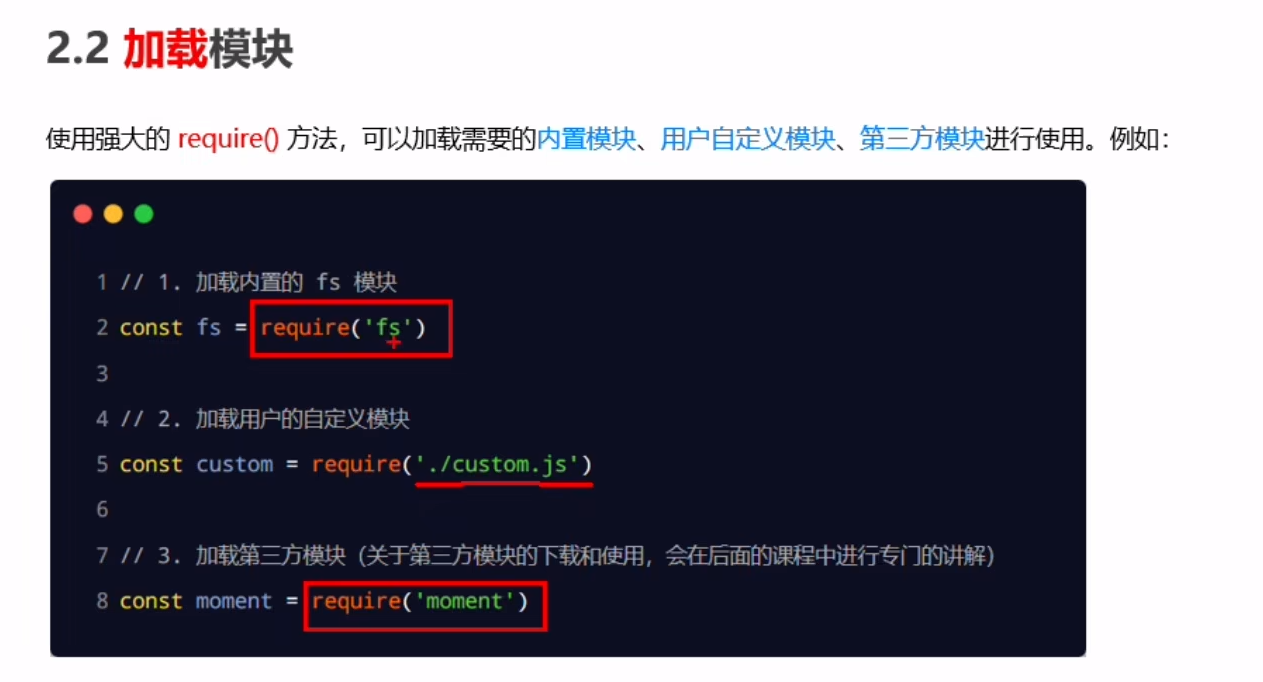 2.2 加载模块
使用强大的 require() 方法，可以加载需要的内置模块、用户自定义模块、第三方模块进行使用。例如：
1 // 1. 加载内置的 fs 模块
2 const fs = require('fs')
3
4 // 2. 加载用户的自定义模块
5 const custom = require('./custom.js')
6
7 // 3. 加载第三方模块（关于第三方模块的下载和使用，会在后面的课程中进行专门的讲解）
8 const moment = require('moment')